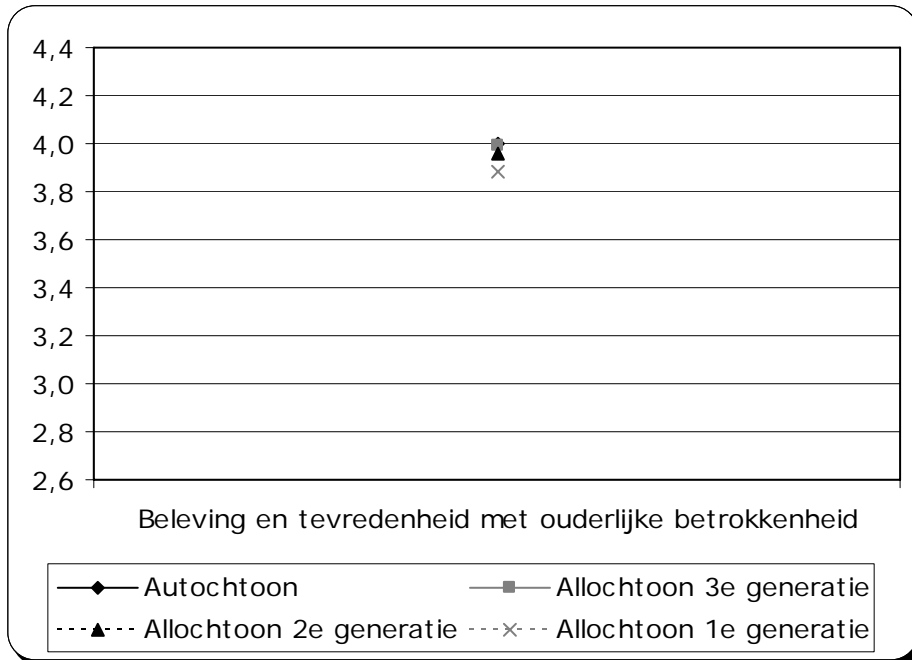 4,4
4,2
4,0
3,8
3,6
3,4
3,2
3,0
2,8
2,6
Beleving en tevredenheid met ouderlijke betrokkenheid
Autochtoon
Allochtoon 3e generatie
Allochtoon 2e generatie
Allochtoon 1e generatie